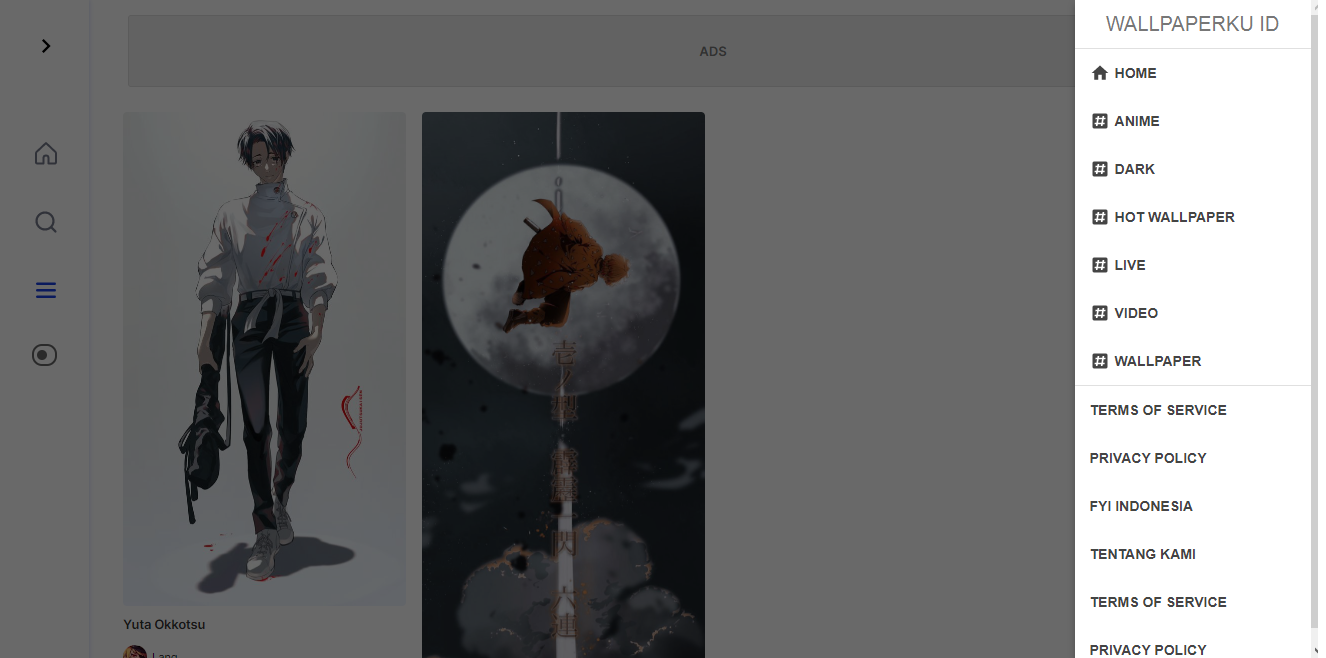 ADS
壱ノ型
霹靂一閃
六連
Yuta Okkotsu
Lang
WALLPAPERKU ID
HOME
ANIME
DARK
HOT WALLPAPER
LIVE
VIDEO
WALLPAPER
TERMS OF SERVICE
PRIVACY POLICY
FYI INDONESIA
TENTANG KAMI
TERMS OF SERVICE
PRIVACY POLICY